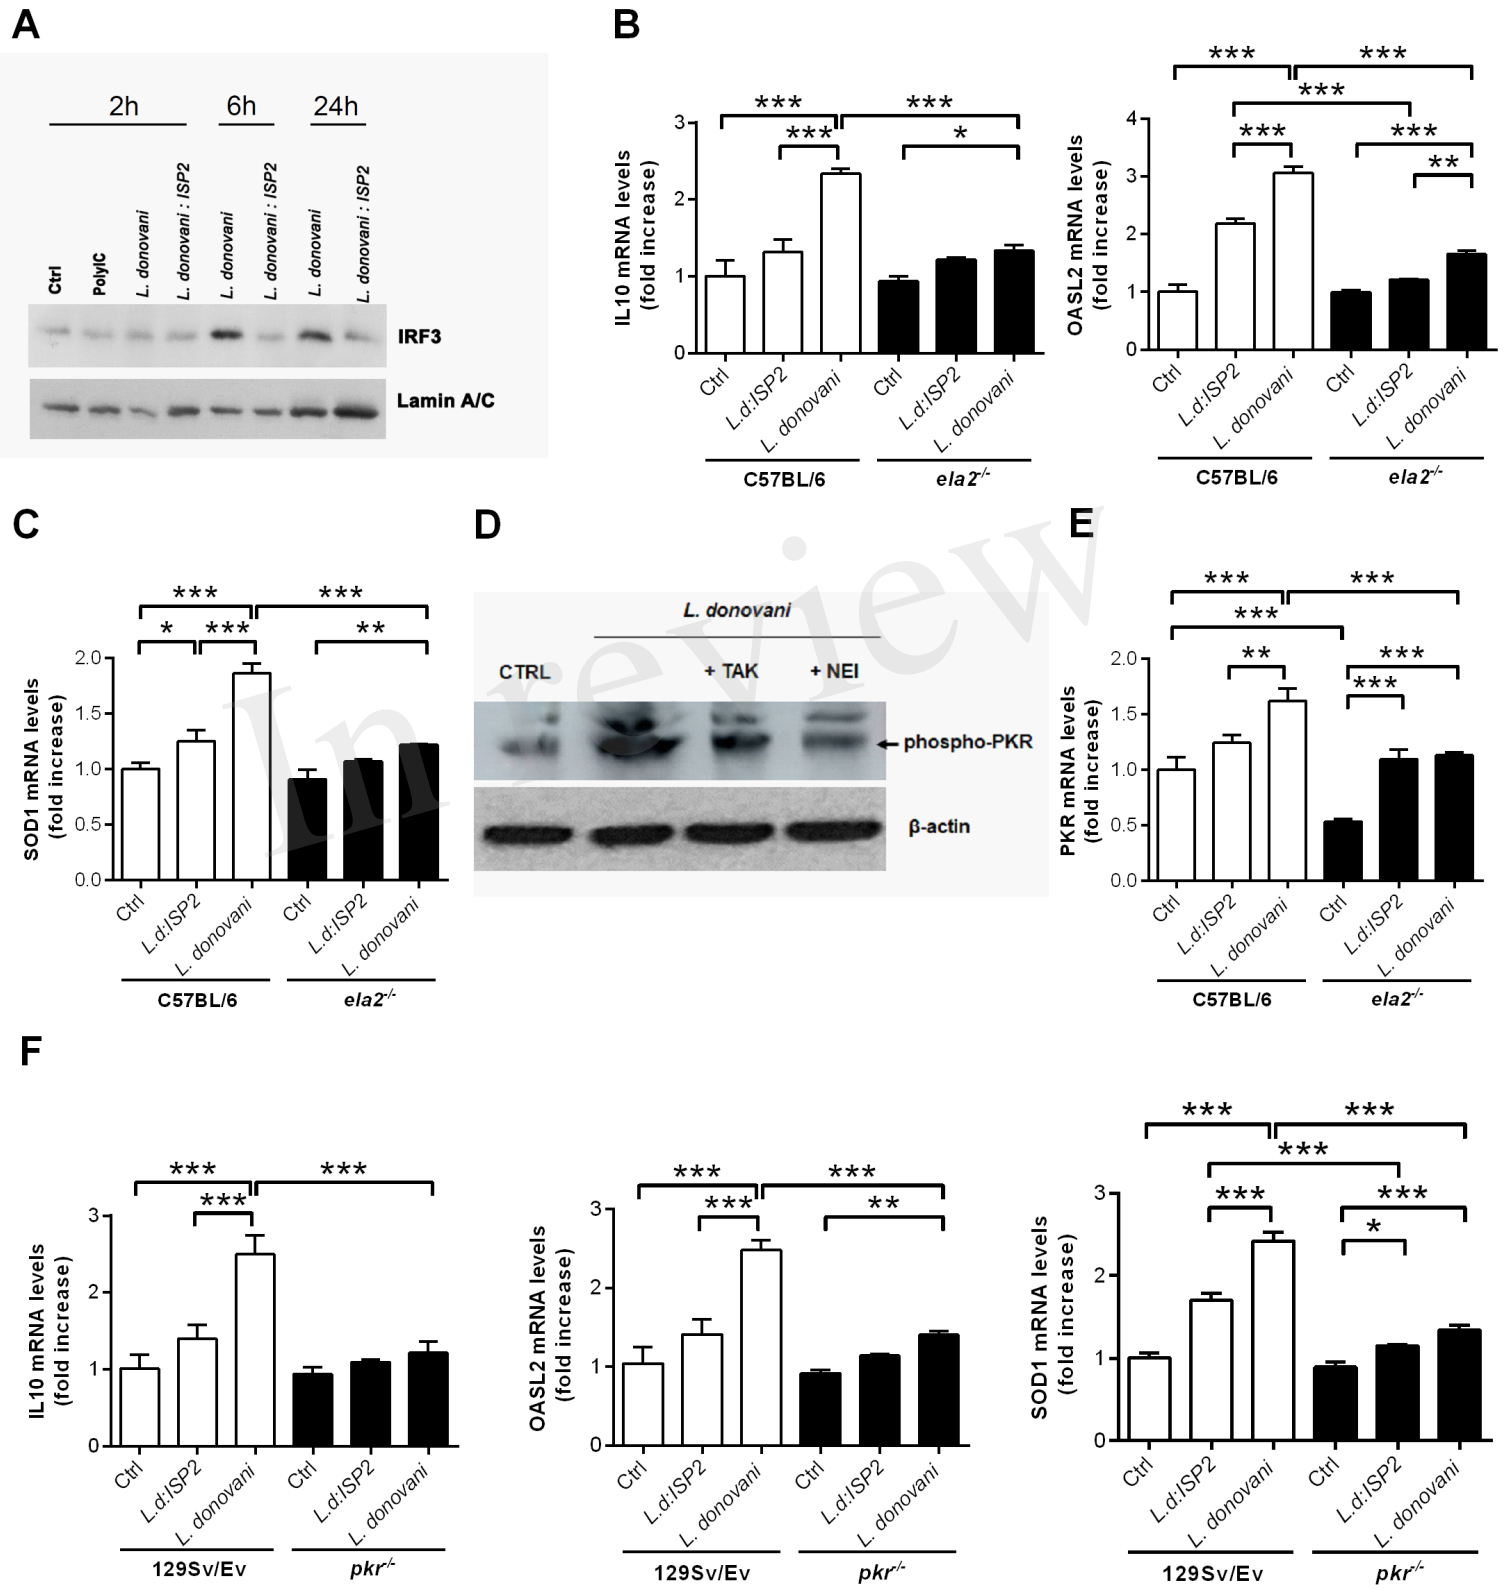 A
2h
6h
24h
Ctrl
PolyIC
L. donovani
L. donovani : ISP2
L. donovani
L. donovani : ISP2
L. donovani
L. donovani : ISP2
IRF3
Lamin A/C
B
IL10 mRNA levels
(fold increase)
3
2
1
0
***
***
***
*
Ctrl
L.d:ISP2
L. donovani
Ctrl
L.d:ISP2
L. donovani
C57BL/6
ela2-/-
OASL2 mRNA levels
(fold increase)
4
3
2
1
0
***
***
***
***
***
**
Ctrl
L.d:ISP2
L. donovani
Ctrl
L.d:ISP2
L. donovani
C57BL/6
ela2-/-
C
SOD1 mRNA levels
(fold increase)
2.0
1.5
1.0
0.5
0.0
***
***
*
***
**
Ctrl
L.d:ISP2
L. donovani
Ctrl
L.d:ISP2
L. donovani
C57BL/6
ela2-/-
D
L. donovani
CTRL
+ TAK
+ NEI
phospho-PKR
β-actin
In review
E
PKR mRNA levels
(fold increase)
2.0
1.5
1.0
0.5
0.0
***
***
***
**
***
***
Ctrl
L.d:ISP2
L. donovani
Ctrl
L.d:ISP2
L. donovani
C57BL/6
ela2-/-
F
IL10 mRNA levels
(fold increase)
3
2
1
0
***
***
***
Ctrl
L.d:ISP2
L. donovani
Ctrl
L.d:ISP2
L. donovani
129Sv/Ev
pkr-/-
OASL2 mRNA levels
(fold increase)
3
2
1
0
***
***
***
**
Ctrl
L.d:ISP2
L. donovani
Ctrl
L.d:ISP2
L. donovani
129Sv/Ev
pkr-/-
SOD1 mRNA levels
(fold increase)
3
2
1
0
***
***
***
***
***
*
Ctrl
L.d:ISP2
L. donovani
Ctrl
L.d:ISP2
L. donovani
129Sv/Ev
pkr-/-